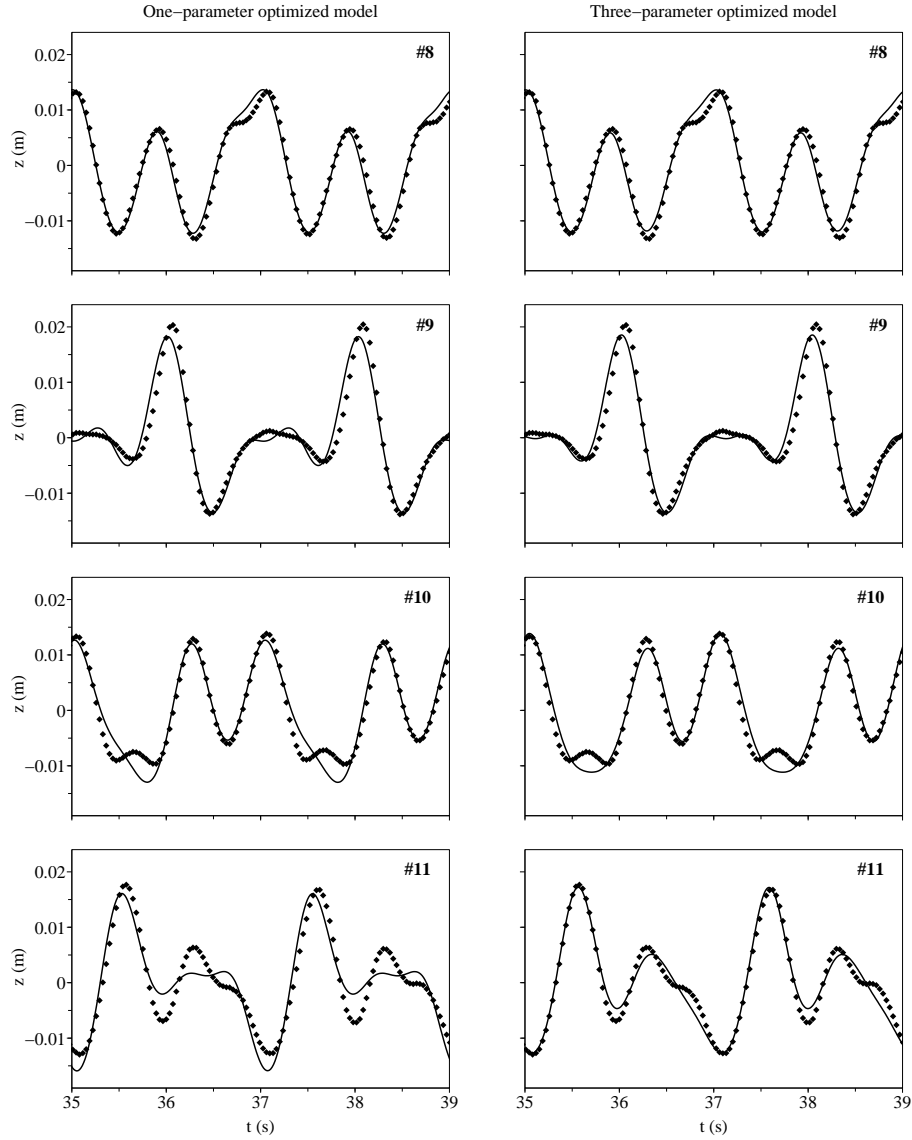 One−parameter optimized model
Three−parameter optimized model
z (m)
0.02
0.01
0
−0.01
#8
#8
z (m)
0.02
0.01
0
−0.01
#9
#9
z (m)
0.02
0.01
0
−0.01
#10
#10
z (m)
0.02
0.01
0
−0.01
#11
#11
35 36 37 38 39
35 36 37 38 39
t (s)
t (s)